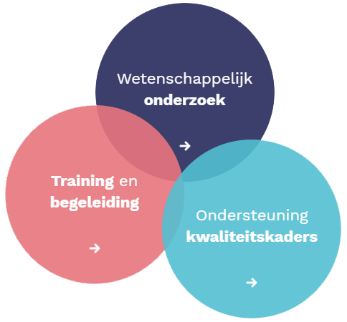 Wetenschappelijk
onderzoek
→
Training en
begeleiding
→
Ondersteuning
kwaliteitskaders
→